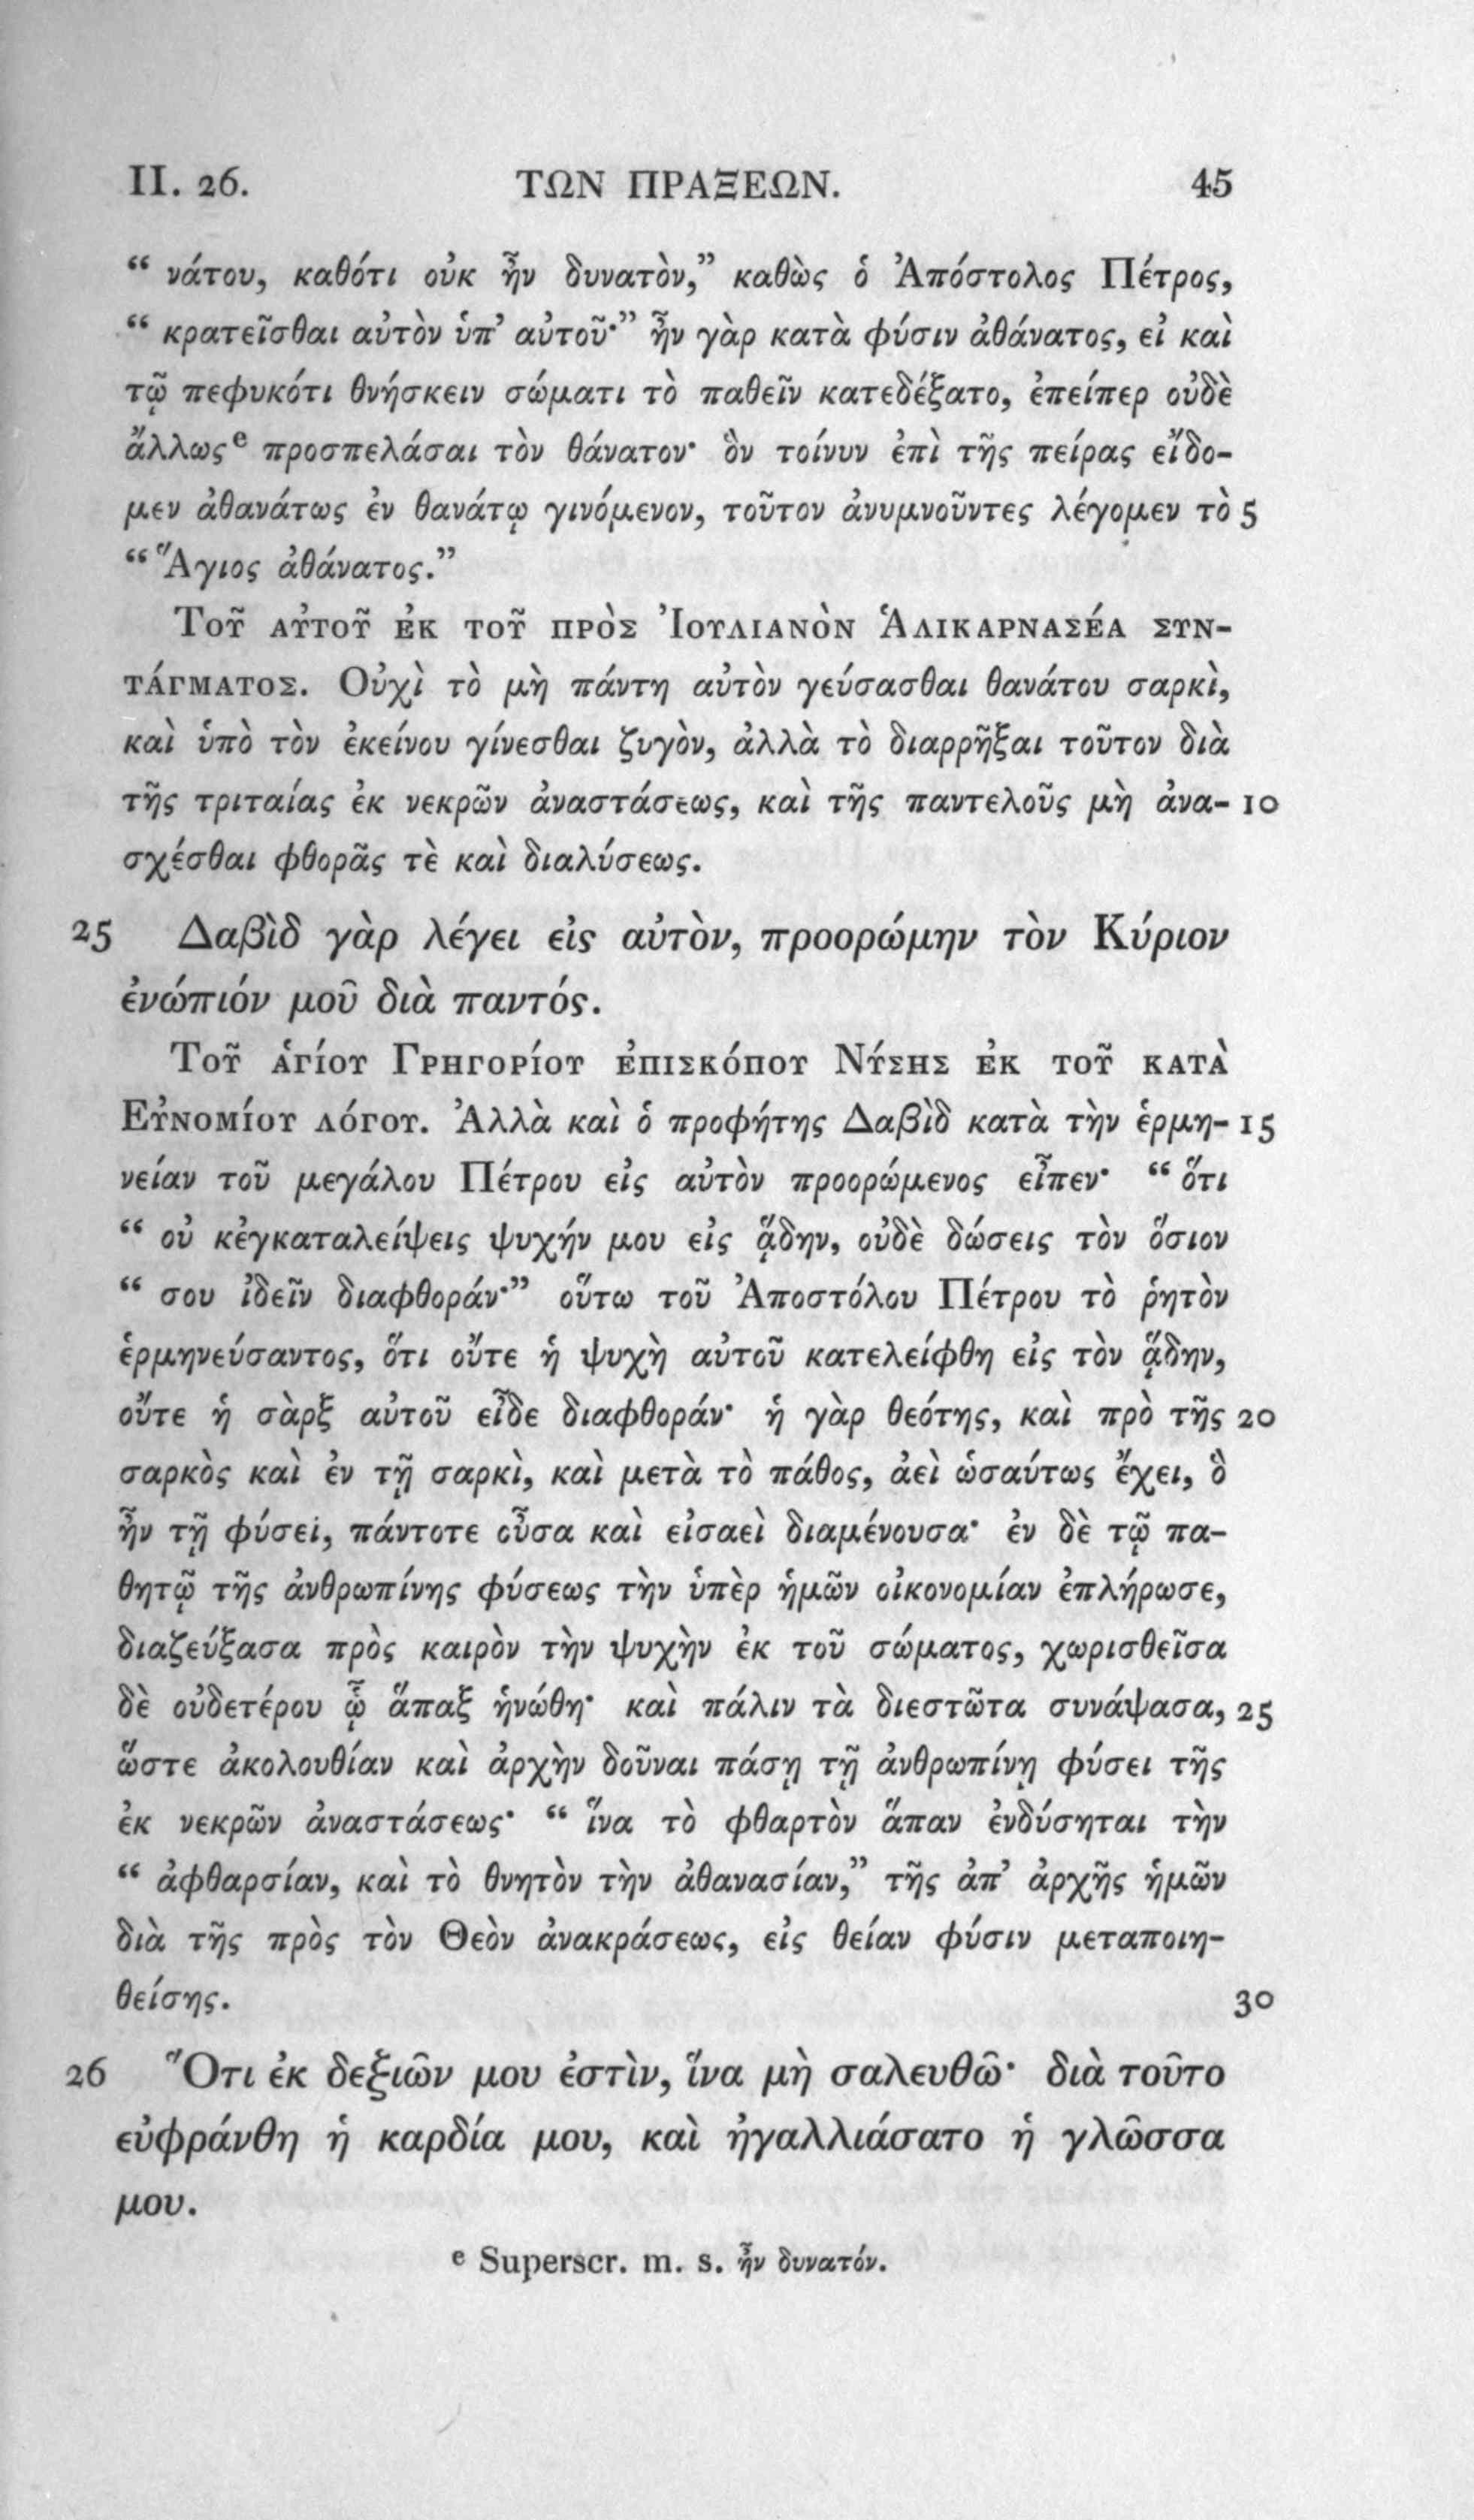 II. 26. ΤΩΝ ΠΡΑΞΕΩΝ. 45
“ νάτου, καθότι οὐκ ἦν δυνατὸν,” καθὼς ὁ Ἀπόστολος Πέτρος,
“ κρατεῖσθαι αὐτὸν ὑπ’ αὐτοῦ·” ἦν γὰρ κατὰ φύσιν ἀθάνατος, εἰ καὶ
τῷ πεφυκότι θνήσκειν σώματι τὸ παθεῖν κατεδέξατο, ἐπείπερ οὐδὲ
ἄλλωςᵉ προσπελάσαι τὸν θάνατον· ὃν τοίνυν ἐπὶ τῆς πείρας εἴδο-
μεν ἀθανάτως ἐν θανάτῳ γινόμενον, τοῦτον ἀνυμνοῦντες λέγομεν τὸ 5
“ Ἅγιος ἀθάνατος.”
ΤΟΥ͂ ΑΥ̓ΤΟΥ͂ ἘΚ ΤΟΥ͂ ΠΡῸΣ ἸΟΥΛΙΑΝῸΝ ἉΛΙΚΑΡΝΑΣΈΑ ΣΥΝ-
ΤΆΓΜΑΤΟΣ. Οὐχὶ τὸ μὴ πάντη αὐτὸν γεύσασθαι θανάτου σαρκὶ,
καὶ ὑπὸ τὸν ἐκείνου γίνεσθαι ζυγὸν, ἀλλὰ τὸ διαρρῆξαι τοῦτον διὰ
τῆς τριταίας ἐκ νεκρῶν ἀναστάσεως, καὶ τῆς παντελοῦς μὴ ἀνα- 10
σχέσθαι φθορᾶς τὲ καὶ διαλύσεως.
25 Δαβὶδ γὰρ λέγει εἰς αὐτὸν, προορώμην τὸν Κύριον
ἐνώπιόν μοῦ διὰ παντός.
ΤΟΥ͂ ἉΓΊΟΥ ΓΡΗΓΟΡΊΟΥ ἘΠΙΣΚΌΠΟΥ ΝΎΣΗΣ ἘΚ ΤΟΥ͂ ΚΑΤᾺ
ΕΥ̓ΝΟΜΊΟΥ ΛΌΓΟΥ. Ἀλλὰ καὶ ὁ προφήτης Δαβὶδ κατὰ τὴν ἑρμη- 15
νείαν τοῦ μεγάλου Πέτρου εἰς αὐτὸν προορώμενος εἶπεν· “ ὅτι
“ οὐ κἐγκαταλείψεις ψυχήν μου εἰς ᾅδην, οὐδὲ δώσεις τὸν ὅσιον
“ σου ἰδεῖν διαφθοράν·” οὕτω τοῦ Ἀποστόλου Πέτρου τὸ ῥητὸν
ἑρμηνεύσαντος, ὅτι οὔτε ἡ ψυχὴ αὐτοῦ κατελείφθη εἰς τὸν ᾅδην,
οὔτε ἡ σὰρξ αὐτοῦ εἶδε διαφθοράν· ἡ γὰρ θεότης, καὶ πρὸ τῆς 20
σαρκὸς καὶ ἐν τῇ σαρκὶ, καὶ μετὰ τὸ πάθος, ἀεὶ ὡσαύτως ἔχει, ὃ
ἦν τῇ φύσει, πάντοτε οὖσα καὶ εἰσαεὶ διαμένουσα· ἐν δὲ τῷ πα-
θητῷ τῆς ἀνθρωπίνης φύσεως τὴν ὑπὲρ ἡμῶν οἰκονομίαν ἐπλήρωσε,
διαζεύξασα πρὸς καιρὸν τὴν ψυχὴν ἐκ τοῦ σώματος, χωρισθεῖσα
δὲ οὐδετέρου ᾧ ἅπαξ ἡνώθη· καὶ πάλιν τὰ διεστῶτα συνάψασα, 25
ὥστε ἀκολουθίαν καὶ ἀρχὴν δοῦναι πάσῃ τῇ ἀνθρωπίνῃ φύσει τῆς
ἐκ νεκρῶν ἀναστάσεως· “ ἵνα τὸ φθαρτὸν ἅπαν ἐνδύσηται τὴν
“ ἀφθαρσίαν, καὶ τὸ θνητὸν τὴν ἀθανασίαν,” τῆς ἀπ’ ἀρχῆς ἡμῶν
διὰ τῆς πρὸς τὸν Θεὸν ἀνακράσεως, εἰς θείαν φύσιν μεταποιη-
θείσης. 30
26 Ὅτι ἐκ δεξιῶν μου ἐστὶν, ἵνα μὴ σαλευθῶ· διὰ τοῦτο
εὐφράνθη ἡ καρδία μου, καὶ ἠγαλλιάσατο ἡ γλῶσσα
μου.
ᵉ Superscr. m. s. ἦν δυνατόν.